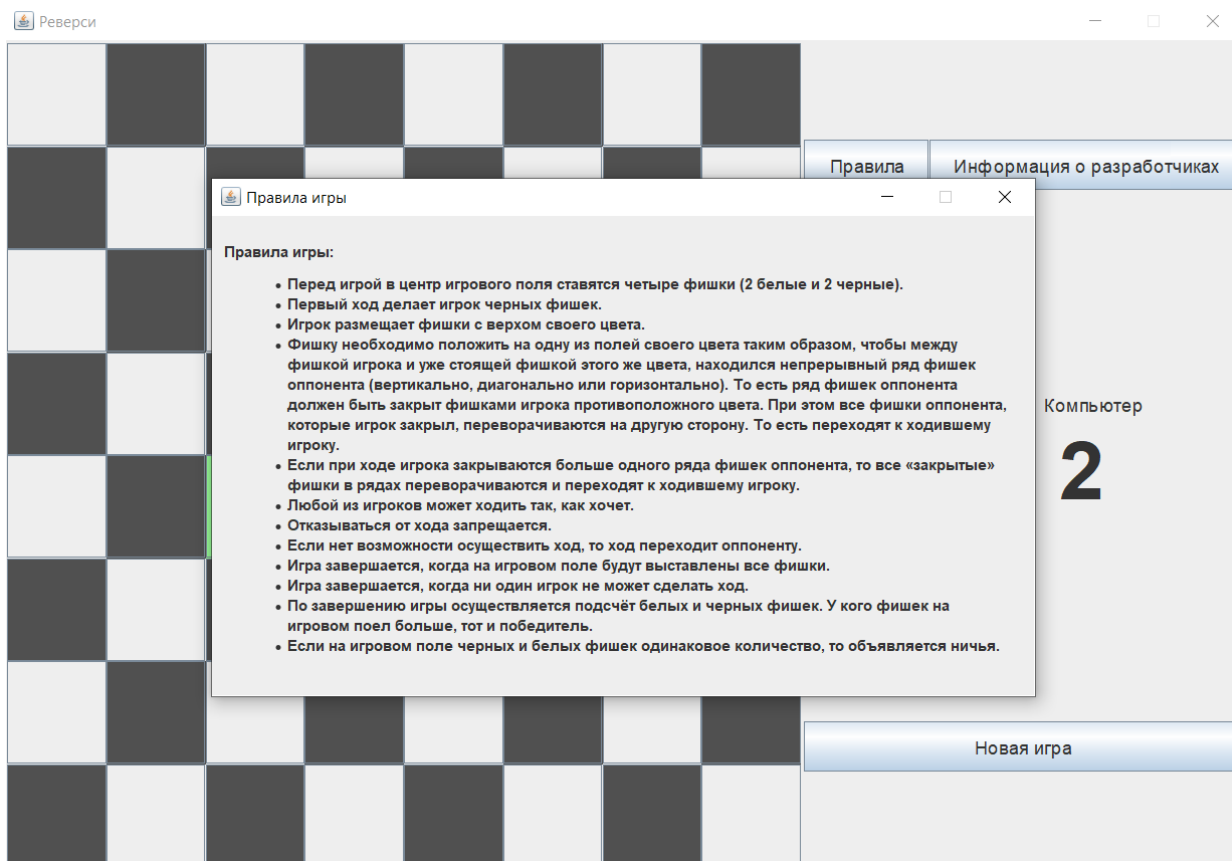 Реверси
Правила
Информация о разработчиках
Правила игры
Правила игры:
• Перед игрой в центр игрового поля ставятся четыре фишки (2 белые и 2 черные).
• Первый ход делает игрок черных фишек.
• Игрок размещает фишки с верхом своего цвета.
• Фишку необходимо положить на одну из полей своего цвета таким образом, чтобы между
фишкой игрока и уже стоящей фишкой этого же цвета, находился непрерывный ряд фишек
оппонента (вертикально, диагонально или горизонтально). То есть ряд фишек оппонента
должен быть закрыт фишками игрока противоположного цвета. При этом все фишки оппонента,
которые игрок закрыл, переворачиваются на другую сторону. То есть переходят к ходившему
игроку.
• Если при ходе игрока закрываются больше одного ряда фишек оппонента, то все «закрытые»
фишки в рядах переворачиваются и переходят к ходившему игроку.
• Любой из игроков может ходить так, как хочет.
• Отказываться от хода запрещается.
• Если нет возможности осуществить ход, то ход переходит оппоненту.
• Игра завершается, когда на игровом поле будут выставлены все фишки.
• Игра завершается, когда ни один игрок не может сделать ход.
• По завершению игры осуществляется подсчёт белых и черных фишек. У кого фишек на
игровом поел больше, тот и победитель.
• Если на игровом поле черных и белых фишек одинаковое количество, то объявляется ничья.
Компьютер
2
Новая игра